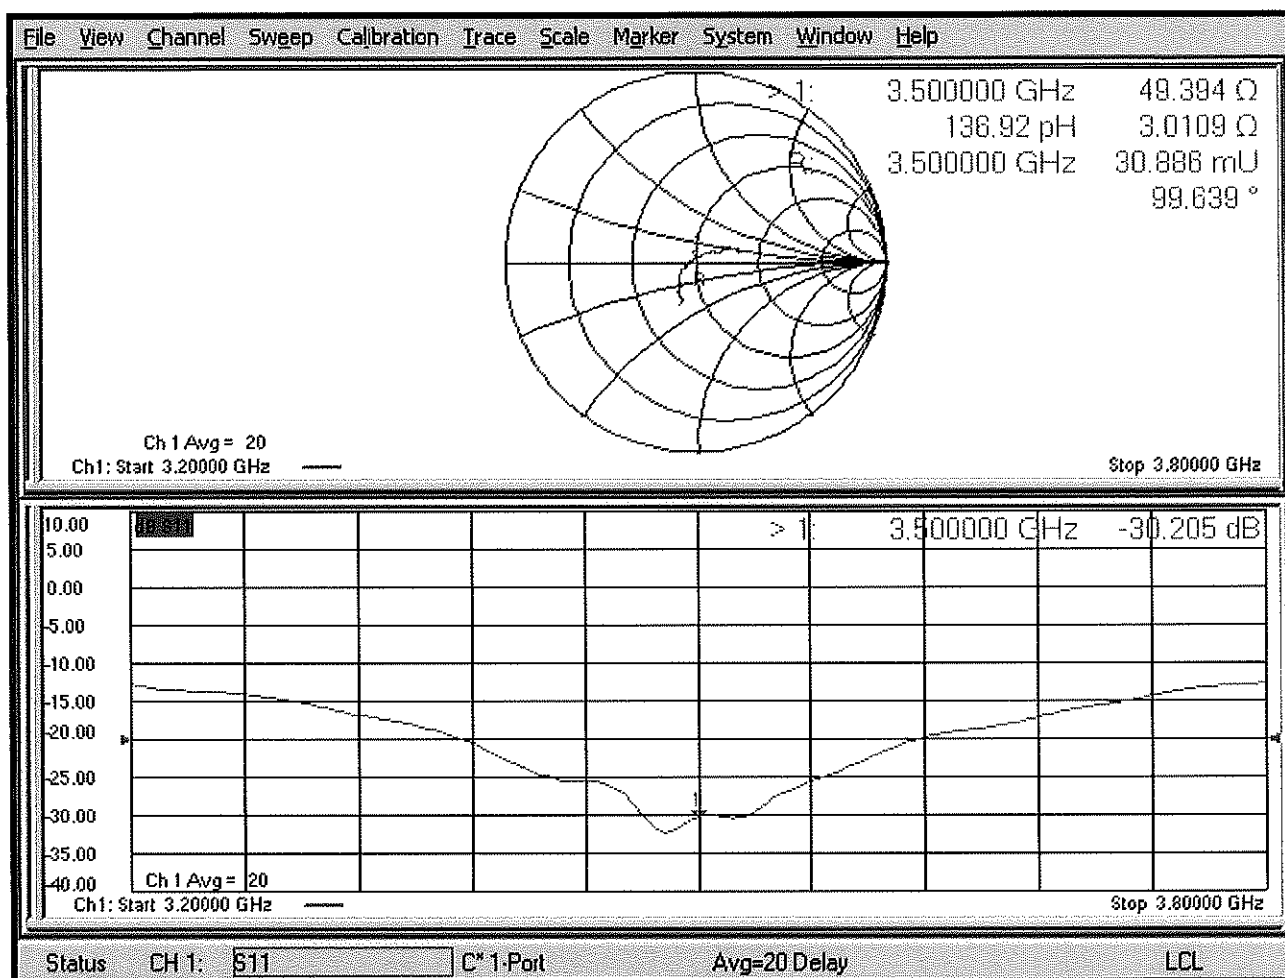 File View Channel Sweep Calibration Trace Scale Marker System Window Help
> 1: 3.500000 GHz 49.394 Ω
136.92 pH 3.0109 Ω
3.500000 GHz 30.886 mU
99.639 °
Ch 1 Avg = 20
Ch1: Start 3.20000 GHz Stop 3.80000 GHz
10.00 dB S11 > 1: 3.500000 GHz -30.205 dB
5.00
0.00
-5.00
-10.00
-15.00
-20.00
-25.00
1
-30.00
-35.00
-40.00 Ch 1 Avg = 20
Ch1: Start 3.20000 GHz Stop 3.80000 GHz
Status CH 1: S11 C* 1-Port Avg=20 Delay LCL